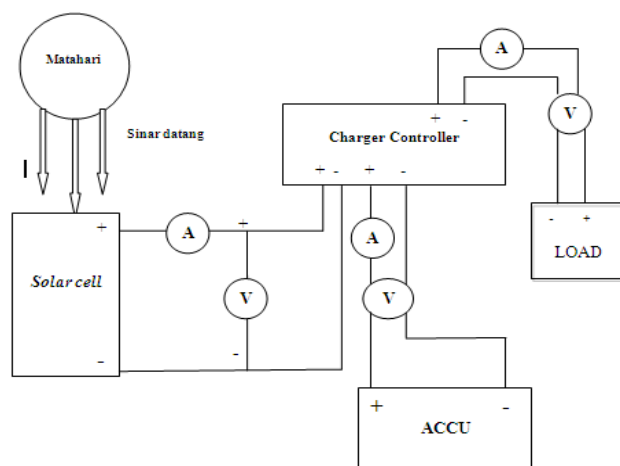 Matahari
Sinar datang
I
A
+ -
V
Charger Controller
+ - + -
+
A
+
A
- +
LOAD
Solar cell
V
V
-
-
+ -
ACCU